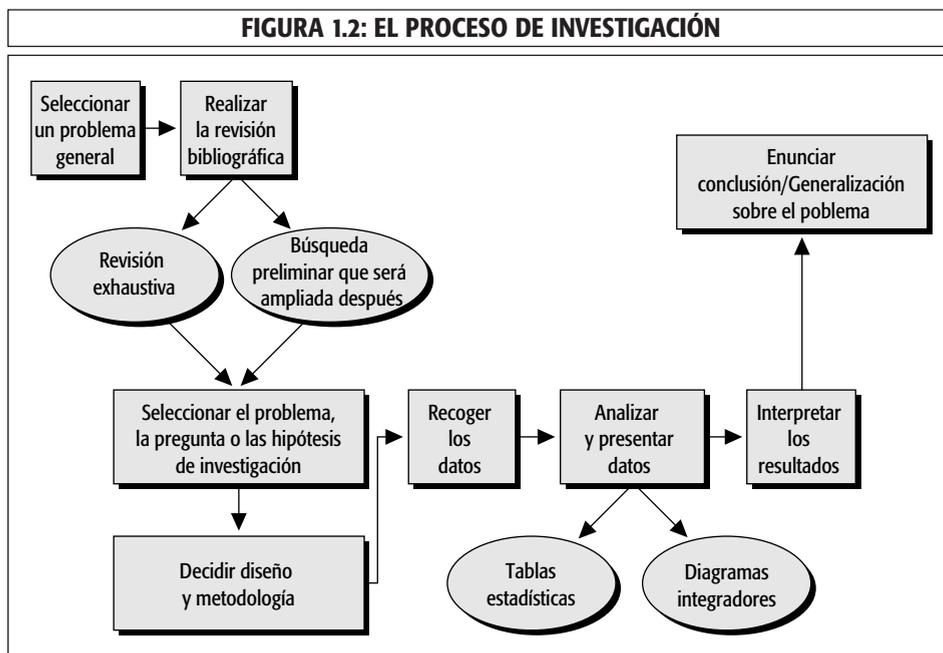 FIGURA 1.2: EL PROCESO DE INVESTIGACIÓN
Seleccionar
un problema
general
Realizar
la revisión
bibliográfica
Revisión
exhaustiva
Búsqueda
preliminar que será
ampliada después
Seleccionar el problema,
la pregunta o las hipótesis
de investigación
Decidir diseño
y metodología
Recoger
los
datos
Analizar
y presentar
datos
Tablas
estadísticas
Diagramas
integradores
Interpretar
los
resultados
Enunciar
conclusión/Generalización
sobre el poblema